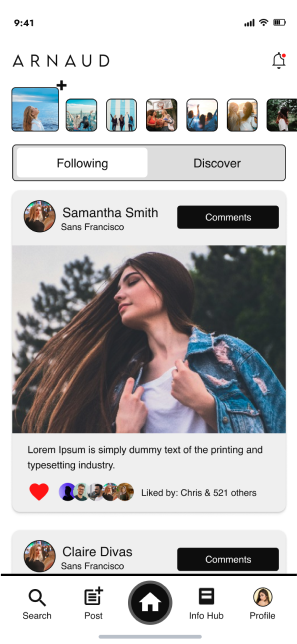 9:41
ARNAUD
Following
Discover
Samantha Smith
Sans Francisco
Comments
Lorem Ipsum is simply dummy text of the printing and
typesetting industry.
Liked by: Chris & 521 others
Claire Divas
Sans Francisco
Comments
Search
Post
Info Hub
Profile